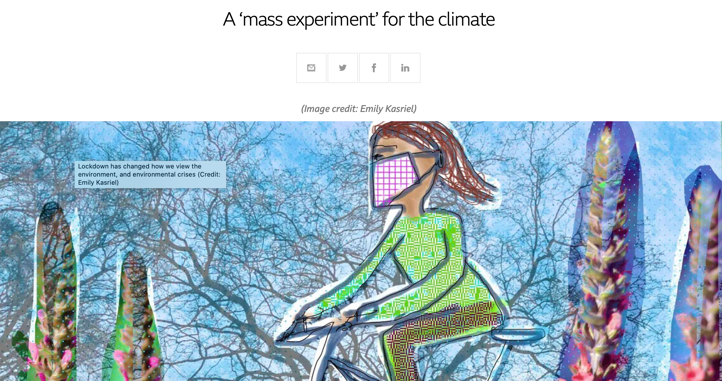 A ‘mass experiment’ for the climate
(Image credit: Emily Kasriel)
Lockdown has changed how we view the
environment, and environmental crises (Credit:
Emily Kasriel)